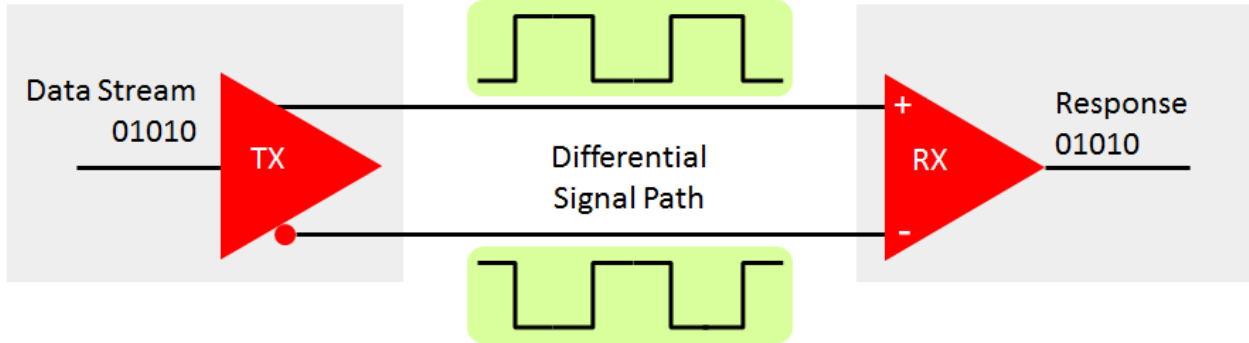 Data Stream
01010
TX
Differential
Signal Path
+
RX
-
Response
01010